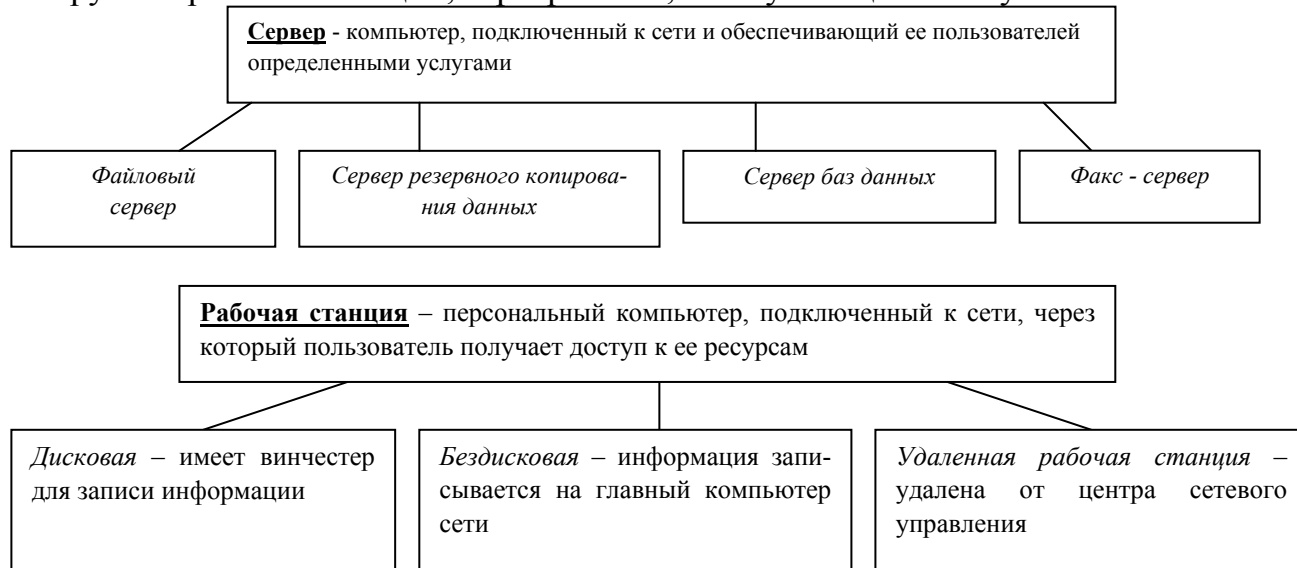 Сервер - компьютер, подключенный к сети и обеспечивающий ее пользователей
определенными услугами
Файловый
сервер
Сервер резервного копирова-
ния данных
Сервер баз данных
Факс - сервер
Рабочая станция – персональный компьютер, подключенный к сети, через
который пользователь получает доступ к ее ресурсам
Дисковая – имеет винчестер
для записи информации
Бездисковая – информация запи-
сывается на главный компьютер
сети
Удаленная рабочая станция –
удалена от центра сетевого
управления